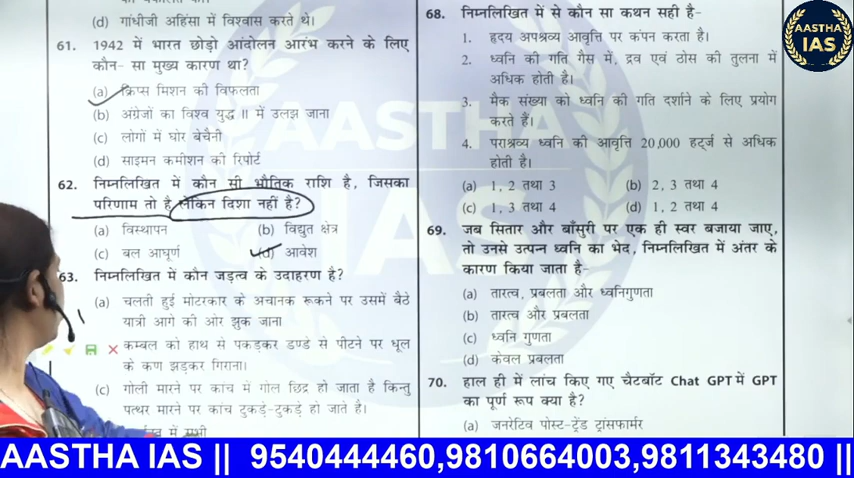 (d) गांधीजी अहिंसा में विश्वास करते थे।
61. 1942 में भारत छोड़ो आंदोलन आरंभ करने के लिए
कौन- सा मुख्य कारण था?
(a) क्रिप्स मिशन की विफलता
(b) अंग्रेजों का विश्व युद्ध II में उलझ जाना
(c) लोगों में घोर बेचैनी
(d) साइमन कमीशन की रिपोर्ट
62. निम्नलिखित में कौन सी भौतिक राशि है, जिसका
परिणाम तो है लेकिन दिशा नहीं है?
(a) विस्थापन (b) विद्युत क्षेत्र
(c) बल आघूर्ण (d) आवेश
63. निम्नलिखित में कौन जड़त्व के उदाहरण है?
(a) चलती हुई मोटरकार के अचानक रूकने पर उसमें बैठे
यात्री आगे की ओर झुक जाना
कम्बल को हाथ से पकड़कर डण्डे से पीटने पर धूल
के कण झड़कर गिराना।
(c) गोली मारने पर कांच में गोल छिद्र हो जाता है किन्तु
पत्थर मारने पर कांच टुकड़े-टुकड़े हो जाते है।
में सभी
68. निम्नलिखित में से कौन सा कथन सही है-
1. हृदय अपश्रव्य आवृत्ति पर कंपन करता है।
2. ध्वनि की गति गैस में, द्रव एवं ठोस की तुलना में
अधिक होती है।
3. मैक संख्या को ध्वनि की गति दर्शाने के लिए प्रयोग
करते हैं।
4. पराश्रव्य ध्वनि की आवृत्ति 20,000 हर्ट्ज से अधिक
होती है।
(a) 1, 2 तथा 3 (b) 2, 3 तथा 4
(c) 1, 3 तथा 4 (d) 1, 2 तथा 4
69. जब सितार और बाँसुरी पर एक ही स्वर बजाया जाए,
तो उनसे उत्पन्न ध्वनि का भेद, निम्नलिखित में अंतर के
कारण किया जाता है-
(a) तारत्व, प्रबलता और ध्वनिगुणता
(b) तारत्व और प्रबलता
(c) ध्वनि गुणता
(d) केवल प्रबलता
70. हाल ही में लांच किए गए चैटबॉट Chat GPT में GPT
का पूर्ण रूप क्या है?
(a) जनरेटिव पोस्ट-ट्रेंड ट्रांसफार्मर
AASTHA
IAS
AASTHA
IAS
AASTHA IAS || 9540444460,9810664003,9811343480 ||